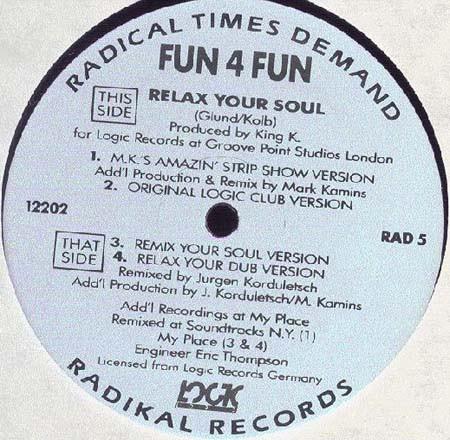 RADICAL TIMES DEMAND
FUN 4 FUN
THIS SIDE
RELAX YOUR SOUL
(Glund/Kolb)
Produced by King K.
for Logic Records at Groove Point Studios London
1. M.K.'S AMAZIN' STRIP SHOW VERSION
Add'l Production & Remix by Mark Kamins
2. ORIGINAL LOGIC CLUB VERSION
12202
RAD 5
THAT SIDE
3. REMIX YOUR SOUL VERSION
4. RELAX YOUR DUB VERSION
Remixed by Jurgen Korduletsch
Add'l Production by J. Korduletsch/M. Kamins
Add'l Recordings at My Place
Remixed at Soundtrocks N.Y. (1)
My Place (3 & 4)
Engineer Eric Thompson
Licensed from Logic Records Germany
LOGIC
RADIKAL RECORDS